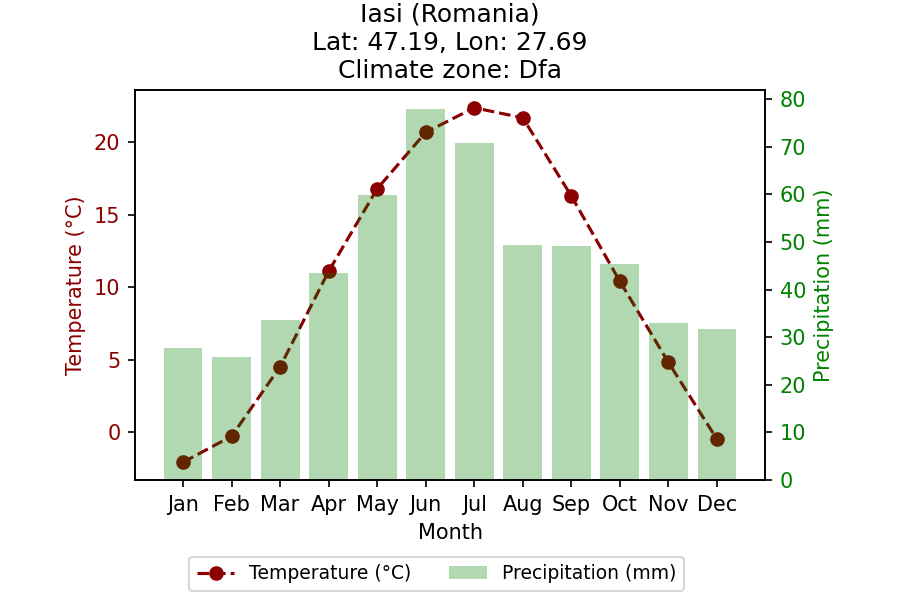 Iasi (Romania)
Lat: 47.19, Lon: 27.69
Climate zone: Dfa
Temperature (°C)
20
15
10
5
0
Precipitation (mm)
80
70
60
50
40
30
20
10
0
Jan Feb Mar Apr May Jun Jul Aug Sep Oct Nov Dec
Month
Temperature (°C) Precipitation (mm)